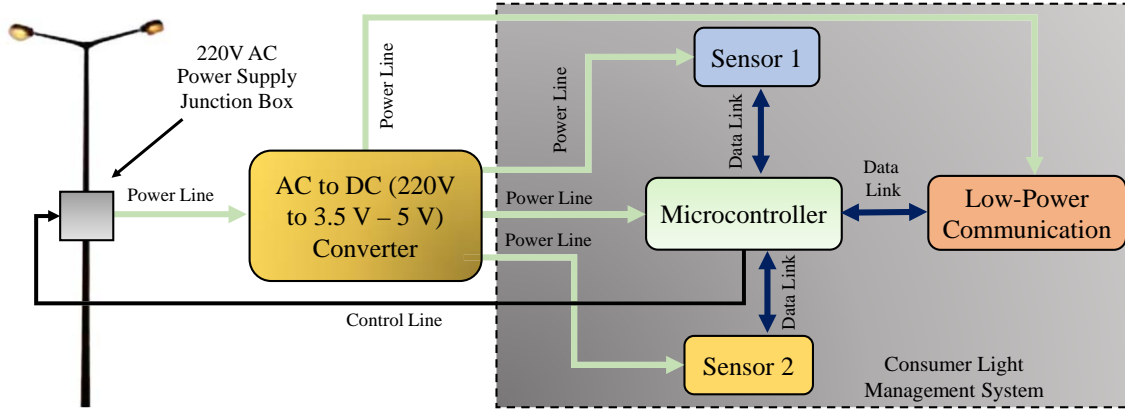 220V AC
Power Supply
Junction Box
Power Line
AC to DC (220V
to 3.5 V – 5 V)
Converter
Power Line
Power Line
Power Line
Power Line
Sensor 1
Data Link
Microcontroller
Data
Link
Low-Power
Communication
Data Link
Sensor 2
Control Line
Consumer Light
Management System